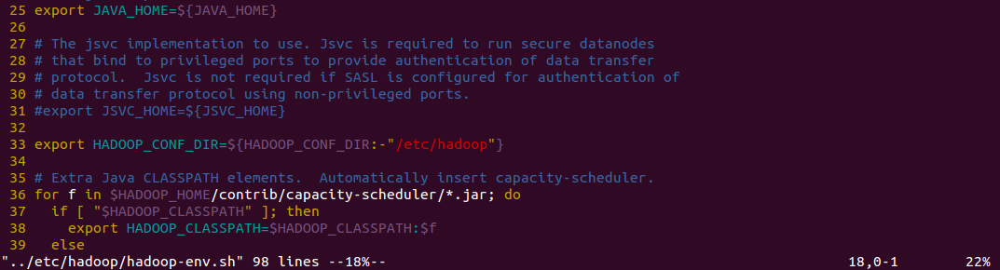 25 export JAVA_HOME=${JAVA_HOME}
26
27 # The jsvc implementation to use. Jsvc is required to run secure datanodes
28 # that bind to privileged ports to provide authentication of data transfer
29 # protocol.  Jsvc is not required if SASL is configured for authentication of
30 # data transfer protocol using non-privileged ports.
31 #export JSVC_HOME=${JSVC_HOME}
32
33 export HADOOP_CONF_DIR=${HADOOP_CONF_DIR:-"/etc/hadoop"}
34
35 # Extra Java CLASSPATH elements.  Automatically insert capacity-scheduler.
36 for f in $HADOOP_HOME/contrib/capacity-scheduler/*.jar; do
37   if [ "$HADOOP_CLASSPATH" ]; then
38     export HADOOP_CLASSPATH=$HADOOP_CLASSPATH:$f
39   else
"../etc/hadoop/hadoop-env.sh" 98 lines --18%-- 18,0-1 22%